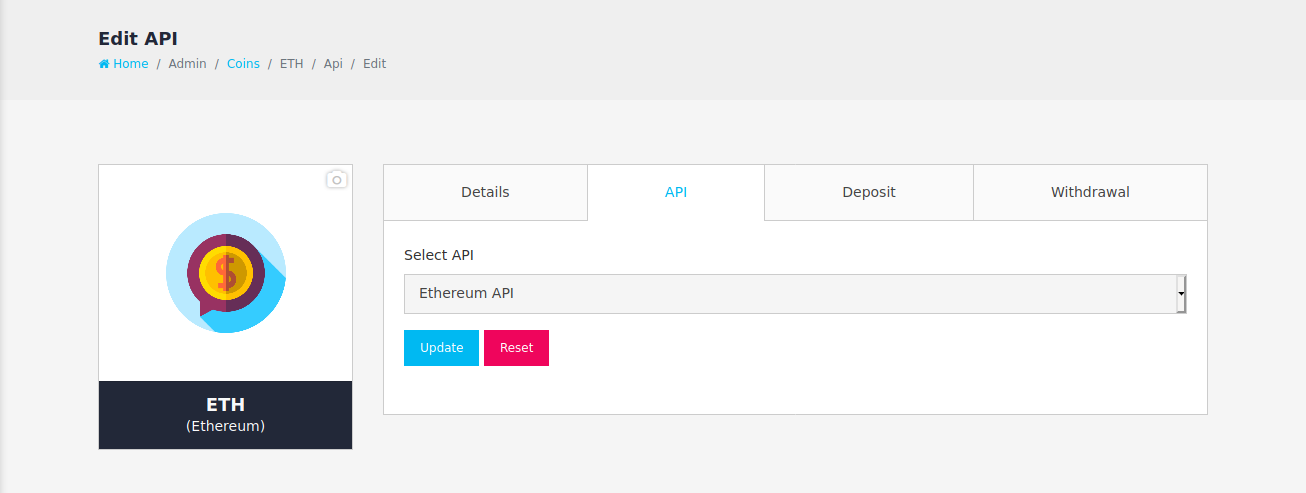 Edit API
Home / Admin / Coins / ETH / Api / Edit
ETH
(Ethereum)
Details API Deposit Withdrawal
Select API
Ethereum API
Update Reset